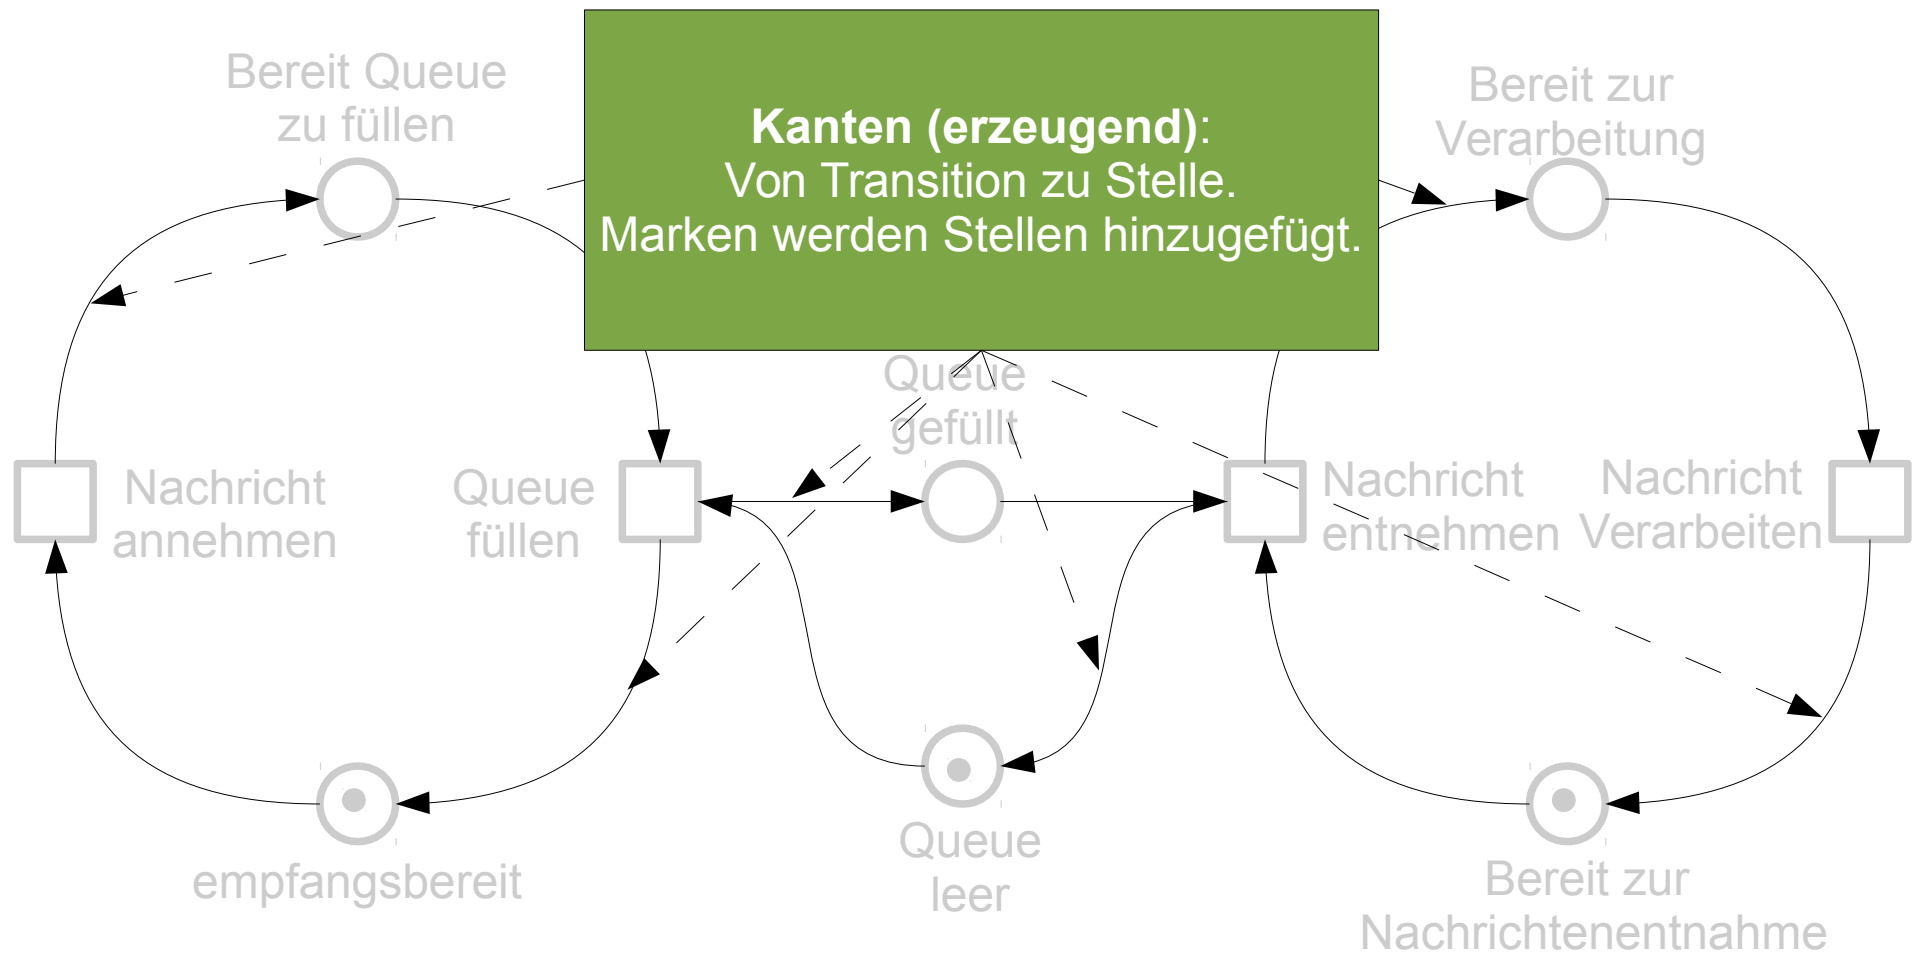 Bereit Queue
zu füllen
Kanten (erzeugend):
Von Transition zu Stelle.
Marken werden Stellen hinzugefügt.
Bereit zur
Verarbeitung
Queue
gefüllt
Nachricht
annehmen
Queue
füllen
Nachricht
entnehmen
Nachricht
Verarbeiten
empfangsbereit
Queue
leer
Bereit zur
Nachrichtenentnahme